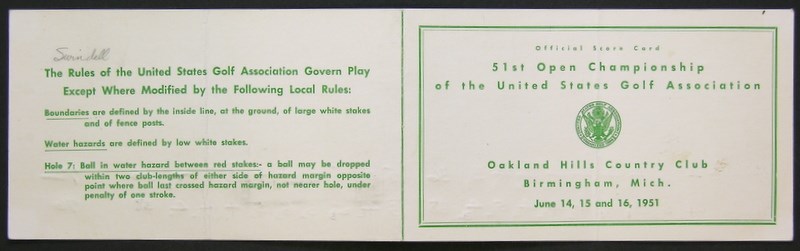 Swindell
The Rules of the United States Golf Association Govern Play
Except Where Modified by the Following Local Rules:
Boundaries are defined by the inside line, at the ground, of large white stakes
and of fence posts.
Water hazards are defined by low white stakes.
Hole 7: Ball in water hazard between red stakes:- a ball may be dropped
within two club-lengths of either side of hazard margin opposite
point where ball last crossed hazard margin, not nearer hole, under
penalty of one stroke.
Official Score Card
51st Open Championship
of the United States Golf Association
Oakland Hills Country Club
Birmingham, Mich.
June 14, 15 and 16, 1951